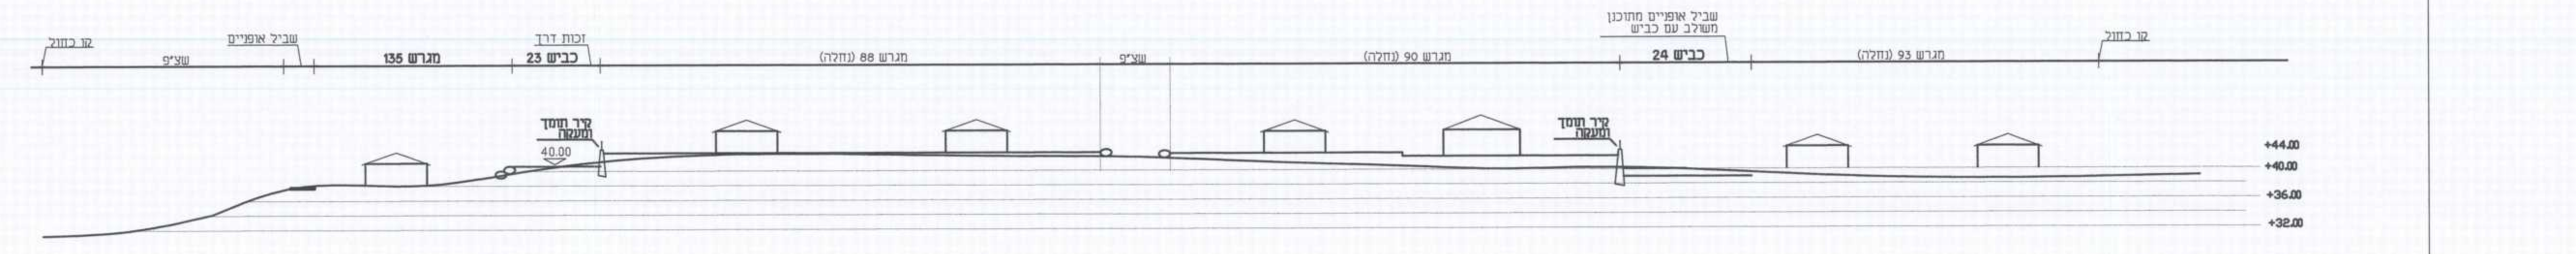 שביל אופניים מתוכנן
משולב עם כביש
קו כחול
זכות דרך
שביל אופניים
קו כחול
מגרש 93 (נחלה)
כביש 24
מגרש 90 (נחלה)
שצ"פ
מגרש 88 (נחלה)
כביש 23
מגרש 135
שצ"פ
קיר תומך
ומעקה
קיר תומך
ומעקה
40.00
+44.00
+40.00
+36.00
+32.00